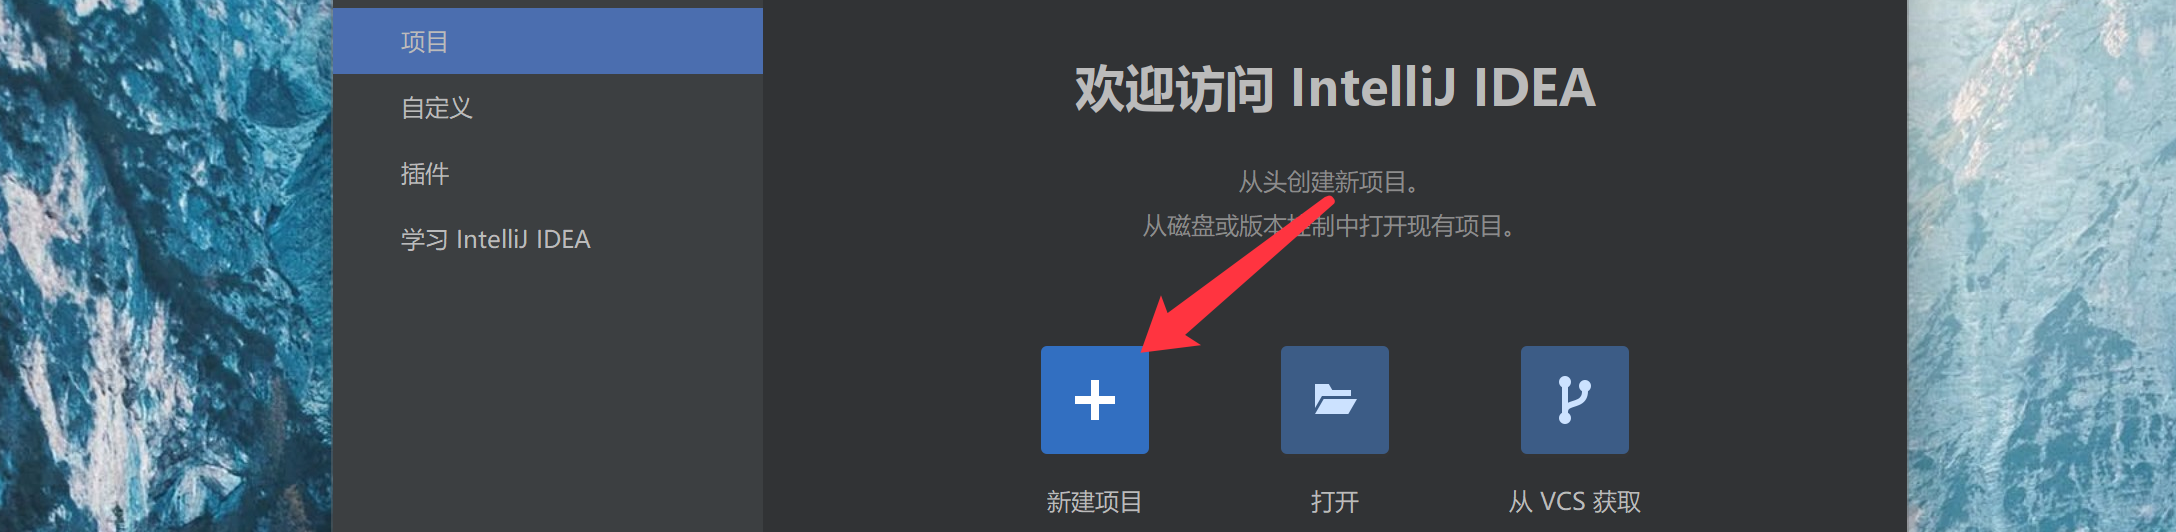 项目
自定义
插件
学习 IntelliJ IDEA
欢迎访问 IntelliJ IDEA
从头创建新项目。
从磁盘或版本控制中打开现有项目。
新建项目
打开
从 VCS 获取